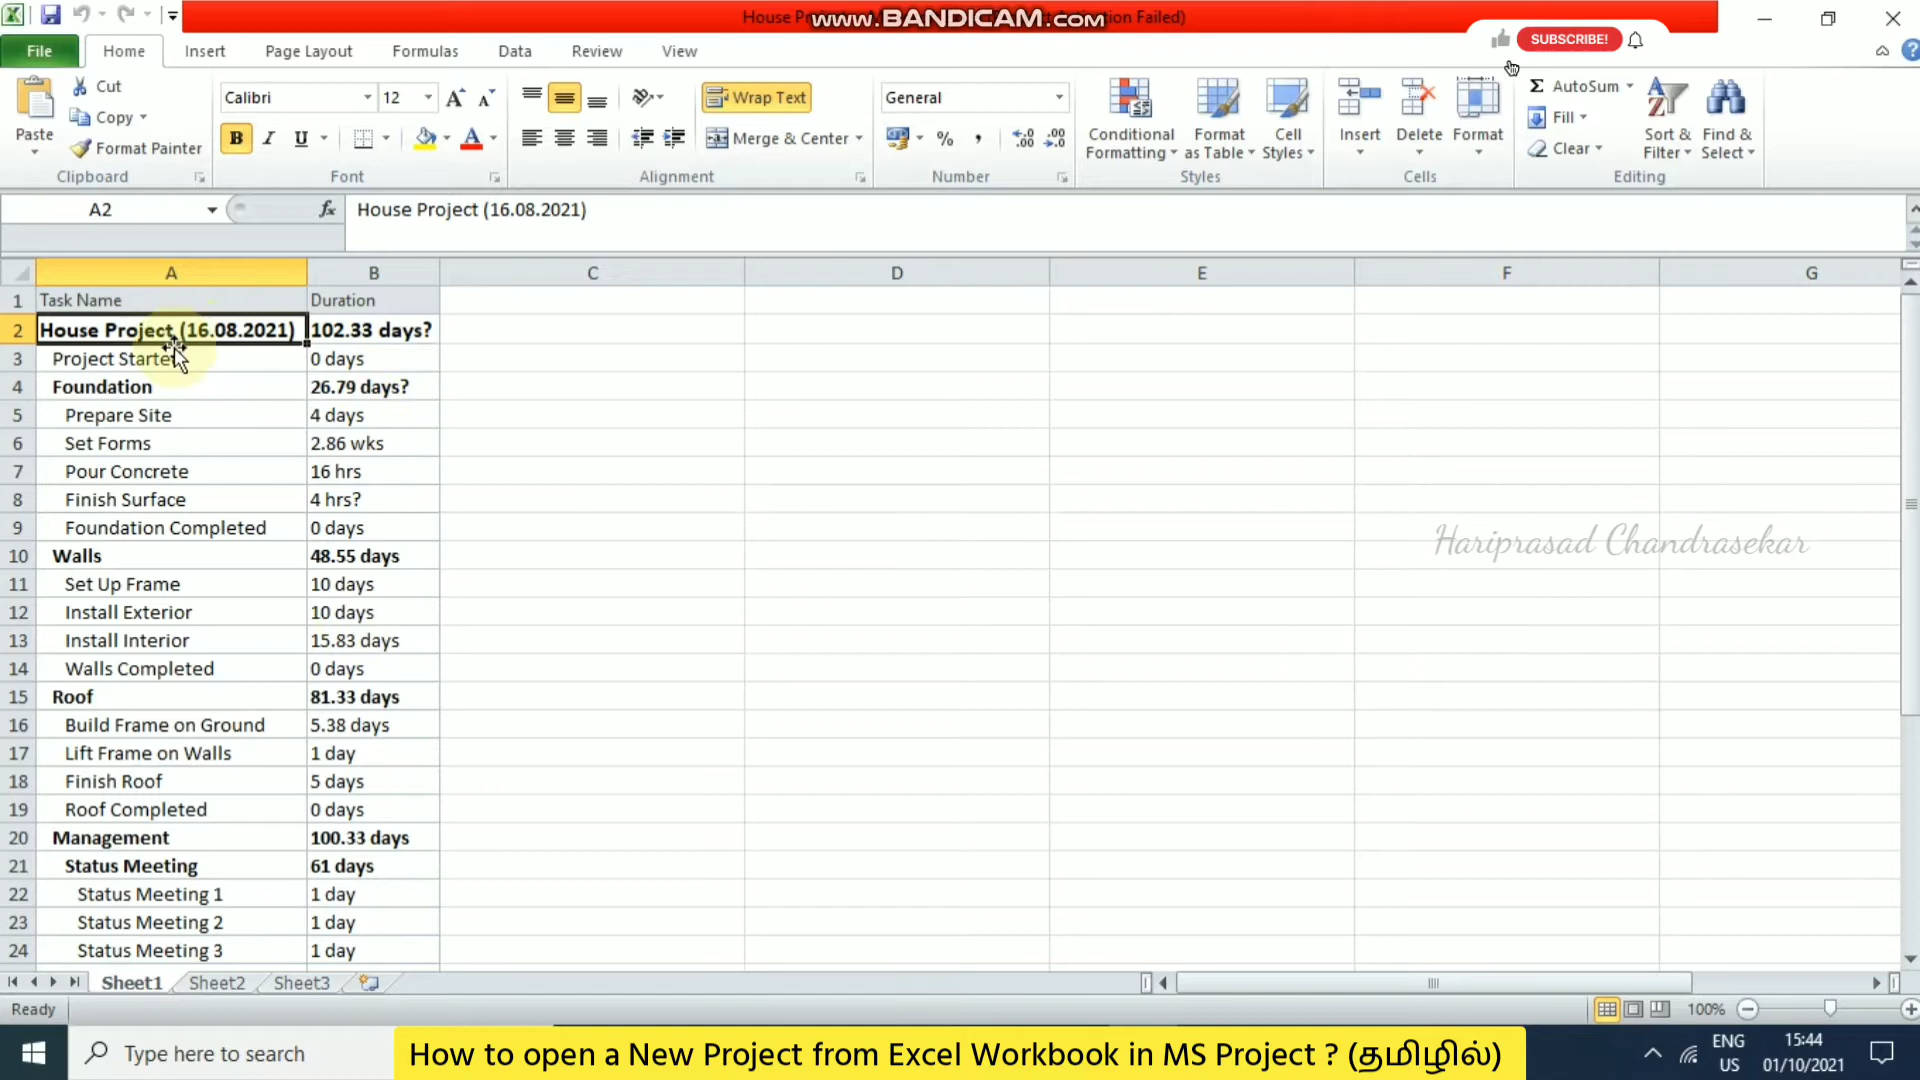 House Pro
www.BANDICAM.com
ion Failed)
SUBSCRIBE!
File Home Insert Page Layout Formulas Data Review View
Paste
Cut
Copy
Format Painter
Clipboard
Calibri 12
B I U
Font
Wrap Text
Merge & Center
Alignment
General
Number
Conditional Formatting
Format as Table
Cell Styles
Styles
Insert Delete Format
Cells
Σ AutoSum
Fill
Clear
Sort & Filter
Find & Select
Editing
A2 fx House Project (16.08.2021)
A B C D E F G
1 Task Name Duration
2 House Project (16.08.2021) 102.33 days?
3 Project Starte 0 days
4 Foundation 26.79 days?
5 Prepare Site 4 days
6 Set Forms 2.86 wks
7 Pour Concrete 16 hrs
8 Finish Surface 4 hrs?
9 Foundation Completed 0 days
Hariprasad Chandrasekar
10 Walls 48.55 days
11 Set Up Frame 10 days
12 Install Exterior 10 days
13 Install Interior 15.83 days
14 Walls Completed 0 days
15 Roof 81.33 days
16 Build Frame on Ground 5.38 days
17 Lift Frame on Walls 1 day
18 Finish Roof 5 days
19 Roof Completed 0 days
20 Management 100.33 days
21 Status Meeting 61 days
22 Status Meeting 1 1 day
23 Status Meeting 2 1 day
24 Status Meeting 3 1 day
Sheet1 Sheet2 Sheet3
Ready 100%
Type here to search
How to open a New Project from Excel Workbook in MS Project ? (தமிழில்)
ENG
US
15:44
01/10/2021